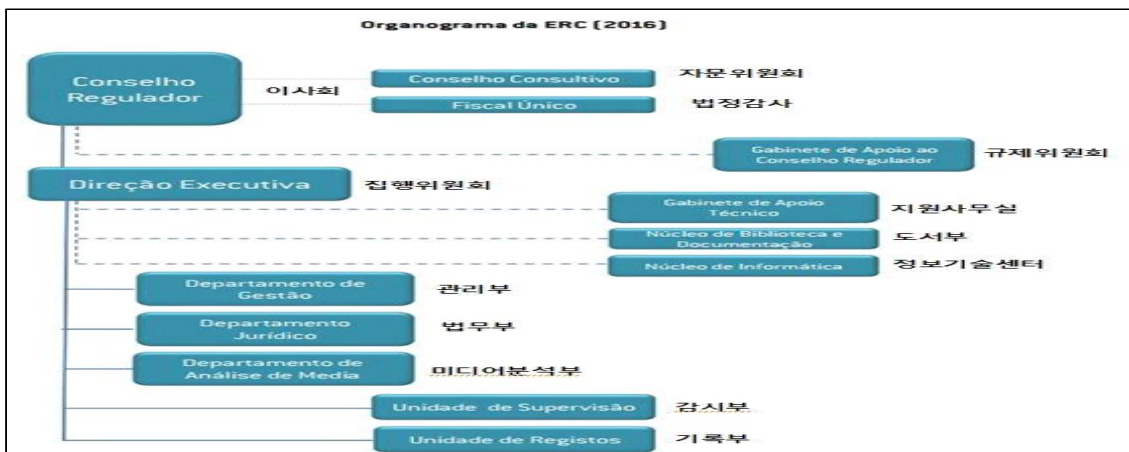 Organograma da ERC (2016)
Conselho
Regulador
이사회
Conselho Consultivo
자문위원회
Fiscal Único
법정감사
Gabinete de Apoio ao
Conselho Regulador
규제위원회
Direção Executiva
집행위원회
Gabinete de Apoio
Técnico
지원사무실
Núcleo de Biblioteca e
Documentação
도서부
Núcleo de Informática
정보기술센터
Departamento de
Gestão
관리부
Departamento
Jurídico
법무부
Departamento de
Análise de Media
미디어분석부
Unidade de Supervisão
감시부
Unidade de Registos
기록부